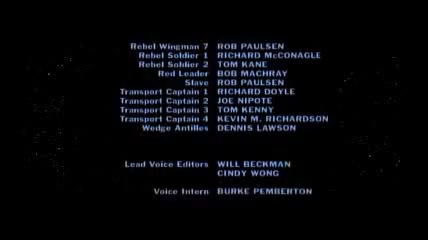 Rebel Wingman 7 ROB PAULSEN
Rebel Soldier 1 RICHARD McCONAGLE
Rebel Soldier 2 TOM KANE
Red Leader BOB MACHRAY
Slave ROB PAULSEN
Transport Captain 1 RICHARD DOYLE
Transport Captain 2 JOE NIPOTE
Transport Captain 3 TOM KENNY
Transport Captain 4 KEVIN M. RICHARDSON
Wedge Antilles DENNIS LAWSON
Lead Voice Editors WILL BECKMAN
CINDY WONG
Voice Intern BURKE PEMBERTON